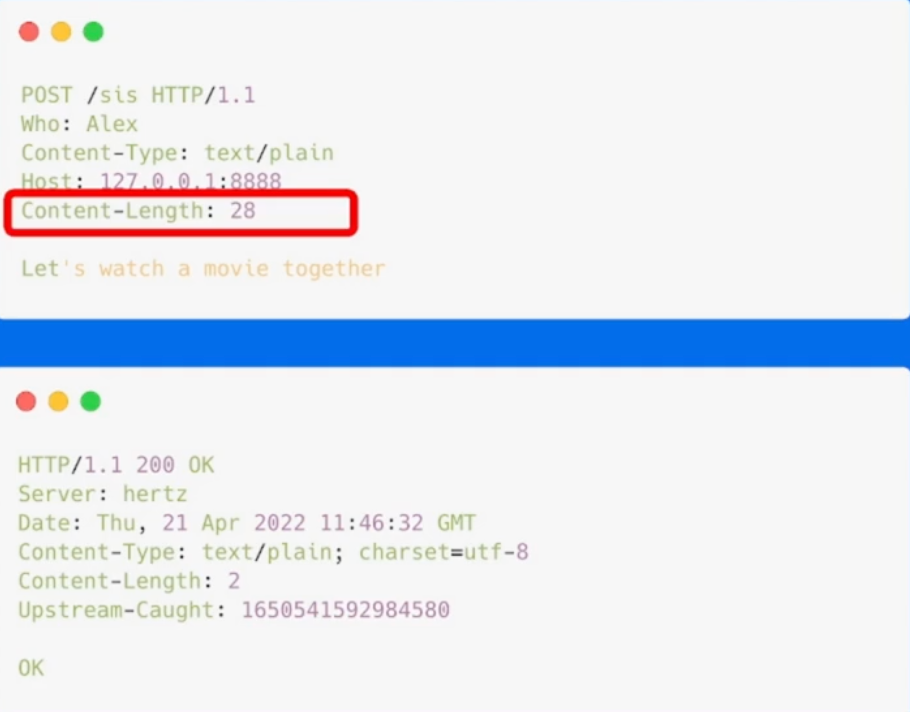 POST /sis HTTP/1.1
Who: Alex
Content-Type: text/plain
Host: 127.0.0.1:8888
Content-Length: 28
Let's watch a movie together
HTTP/1.1 200 OK
Server: hertz
Date: Thu, 21 Apr 2022 11:46:32 GMT
Content-Type: text/plain; charset=utf-8
Content-Length: 2
Upstream-Caught: 1650541592984580
OK